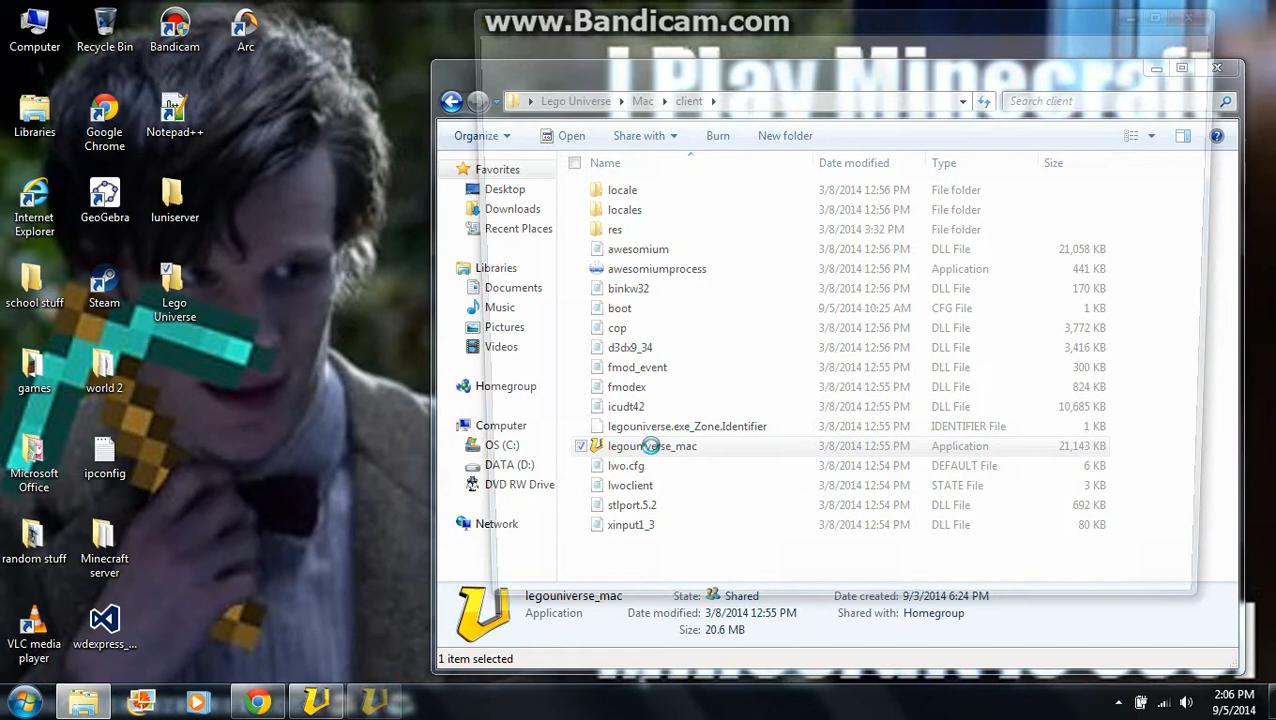 www.Bandicam.com
Computer
Recycle Bin
Bandicam
Arc
I Play Minecraft
Lego Universe
Mac
client
Search client
Libraries
Google Chrome
Notepad++
Organize
Open
Share with
Burn
New folder
Name
Date modified
Type
Size
Favorites
Desktop
Downloads
Recent Places
Libraries
Documents
Music
Pictures
Videos
Homegroup
Computer
OS (C:)
DATA (D:)
DVD RW Drive
Network
locale 3/8/2014 12:56 PM File folder
locales 3/8/2014 12:56 PM File folder
res 3/8/2014 3:32 PM File folder
awesomium 3/8/2014 12:56 PM DLL File 21,058 KB
awesomiumprocess 3/8/2014 12:56 PM Application 441 KB
binkw32 3/8/2014 12:56 PM DLL File 170 KB
boot 9/5/2014 10:25 AM CFG File 1 KB
cop 3/8/2014 12:56 PM DLL File 3,772 KB
d3dx9_34 3/8/2014 12:56 PM DLL File 3,416 KB
fmod_event 3/8/2014 12:56 PM DLL File 300 KB
fmodex 3/8/2014 12:56 PM DLL File 824 KB
icudt42 3/8/2014 12:56 PM DLL File 10,685 KB
legouniverse.exe_Zone.Identifier 3/8/2014 12:55 PM IDENTIFIER File 1 KB
legouniverse_mac 3/8/2014 12:55 PM Application 21,143 KB
lwo.cfg 3/8/2014 12:54 PM DEFAULT File 6 KB
lwoclient 3/8/2014 12:54 PM STATE File 3 KB
stlport.5.2 3/8/2014 12:54 PM DLL File 692 KB
xinput1_3 3/8/2014 12:54 PM DLL File 80 KB
Internet Explorer
GeoGebra
luniserver
school stuff
Steam
Lego Universe
games
world 2
Microsoft Office
ipconfig
random stuff
Minecraft server
VLC media player
wdexpress_...
legouniverse_mac State: Shared Date created: 9/3/2014 6:24 PM
Application Date modified: 3/8/2014 12:55 PM Shared with: Homegroup
Size: 20.6 MB
1 item selected
2:06 PM
9/5/2014